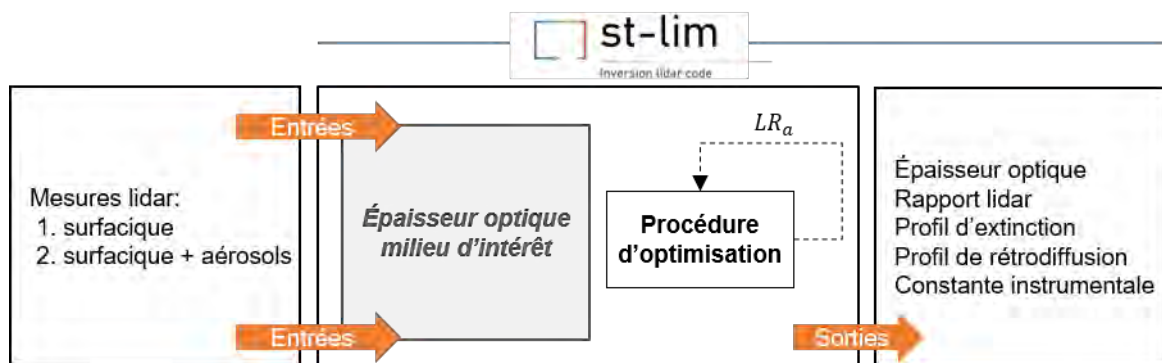 st-lim
Inversion lidar code
Entrées
Mesures lidar:
1. surfacique
2. surfacique + aérosols
Entrées
Épaisseur optique
milieu d'intérêt
LRₐ
Procédure
d'optimisation
Sorties
Épaisseur optique
Rapport lidar
Profil d'extinction
Profil de rétrodiffusion
Constante instrumentale